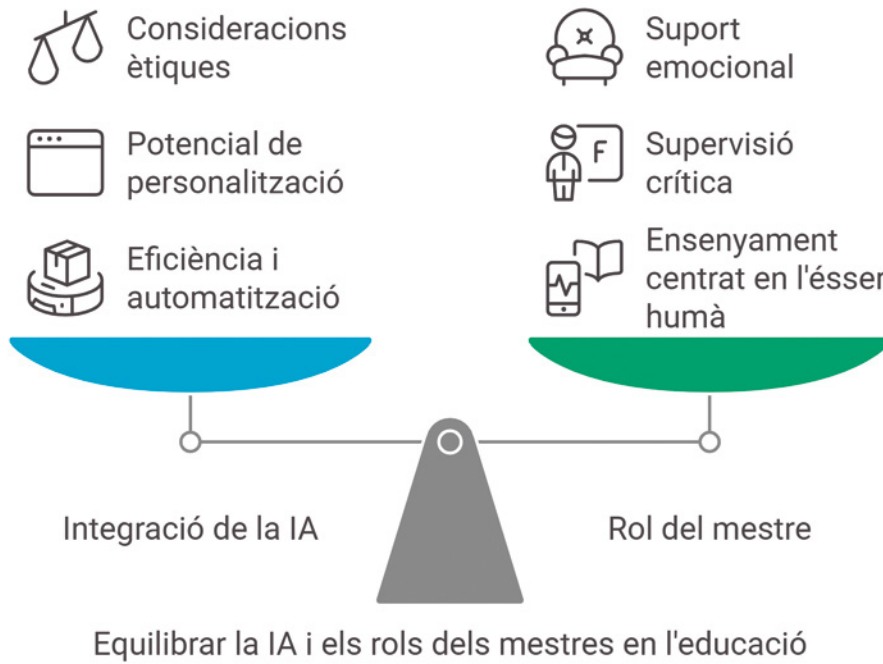 Consideracions
ètiques
Potencial de
personalització
Eficiència i
automatització
Suport
emocional
Supervisió
crítica
F
Ensenyament
centrat en l'ésser
humà
Integració de la IA
Rol del mestre
Equilibrar la IA i els rols dels mestres en l'educació